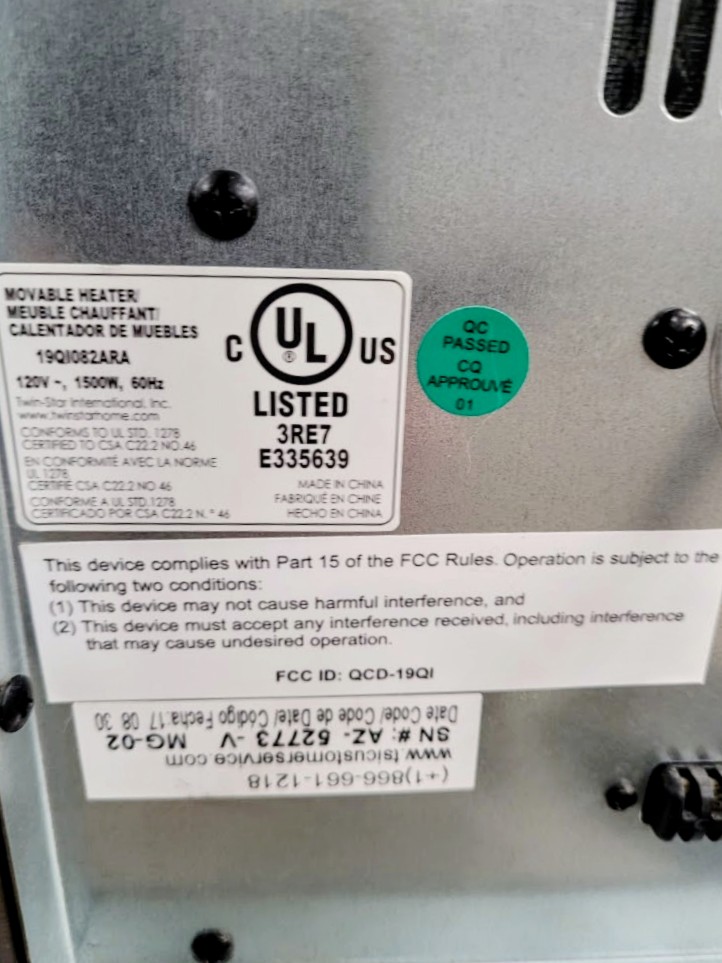 MOVABLE HEATER/
MEUBLE CHAUFFANT/
CALENTADOR DE MUEBLES
19QI082ARA
120V ~, 1500W, 60Hz
Twin-Star International, Inc.
www.twinstarhome.com
CONFORMS TO UL STD. 1278
CERTIFIED TO CSA C22.2 NO.46
EN CONFORMITÉ AVEC LA NORME
UL 1278
CERTIFIÉ CSA C22.2 NO 46
CONFORME A UL STD.1278
CERTIFICADO POR CSA C22.2 N.° 46
C UL ® US
LISTED
3RE7
E335639
MADE IN CHINA
FABRIQUÉ EN CHINE
HECHO EN CHINA
QC
PASSED
CQ
APPROUVÉ
01
This device complies with Part 15 of the FCC Rules. Operation is subject to the
following two conditions:
(1) This device may not cause harmful interference, and
(2) This device must accept any interference received, including interference
that may cause undesired operation.
FCC ID: QCD-19QI
(+1)866-661-1218
www.tsicustomerservice.com
SN #: AZ- 52773 -V MG-02
Date Code/ Code de Date/ Código Fecha:17 08 30